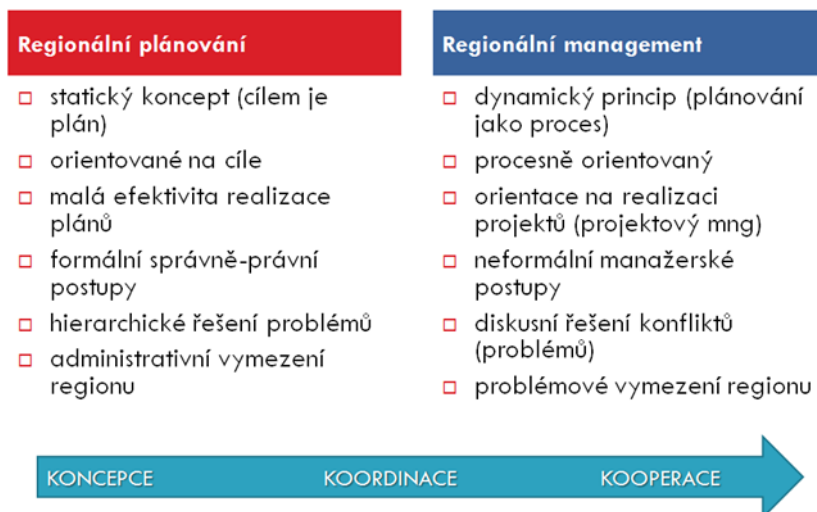 Regionální plánování
statický koncept (cílem je
plán)
orientované na cíle
malá efektivita realizace
plánů
formální správně-právní
postupy
hierarchické řešení problémů
administrativní vymezení
regionu
Regionální management
dynamický princip (plánování
jako proces)
procesně orientovaný
orientace na realizaci
projektů (projektový mng)
neformální manažerské
postupy
diskusní řešení konfliktů
(problémů)
problémové vymezení regionu
KONCEPCE KOORDINACE KOOPERACE